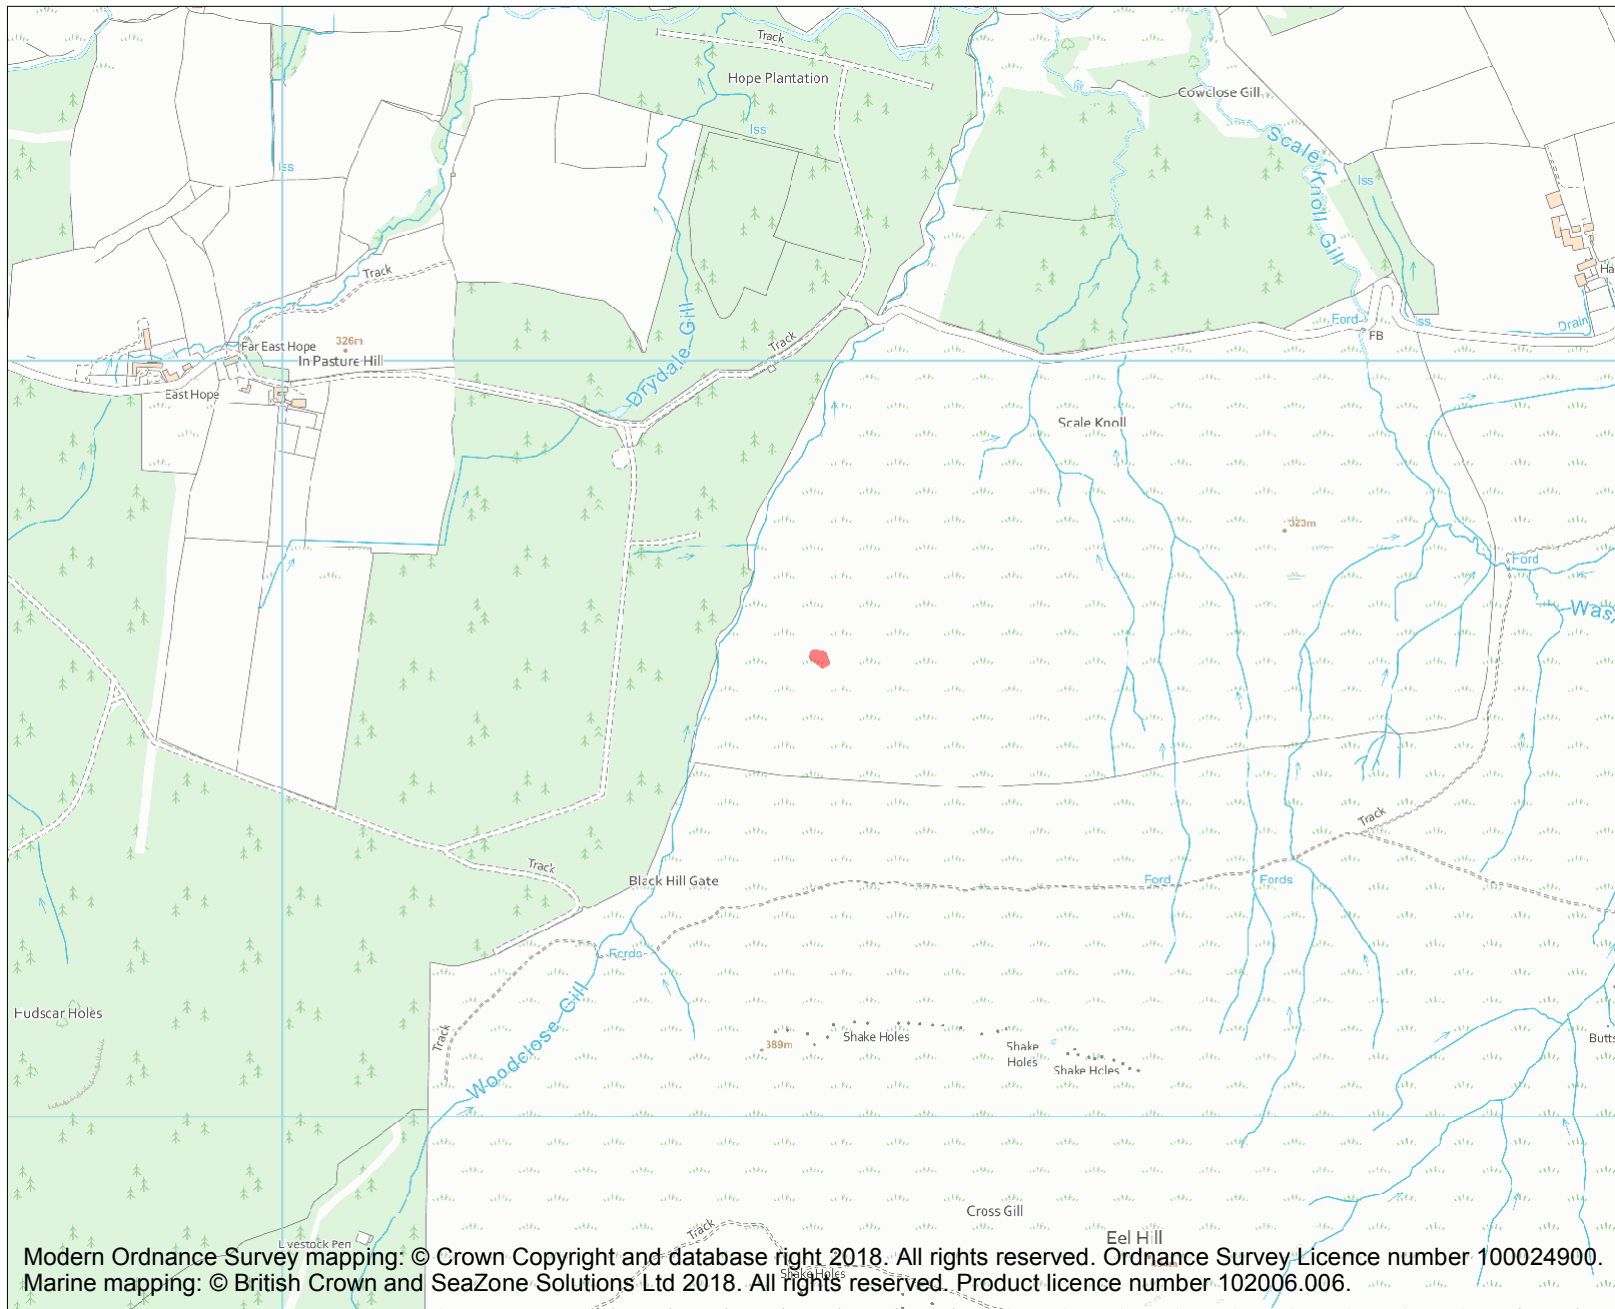 Track
Hope Plantation
Cowclose Gill
Iss
Scale Knoll Gill
Iss
Iss
Track
Drydale Gill
Ford
Iss
Drain
FB
Track
326m
Far East Hope
In Pasture Hill
East Hope
Scale Knoll
323m
Ford
Track
Track
Black Hill Gate
Ford
Fords
Fords
Woodclose Gill
Track
Hudscar Holes
389m
Shake Holes
Shake
Holes
Shake Holes
Butts
Cross Gill
Eel Hill
Track
Livestock Pen
Shake Holes
Modern Ordnance Survey mapping: © Crown Copyright and database right 2018. All rights reserved. Ordnance Survey Licence number 100024900.
Marine mapping: © British Crown and SeaZone Solutions Ltd 2018. All rights reserved. Product licence number 102006.006.